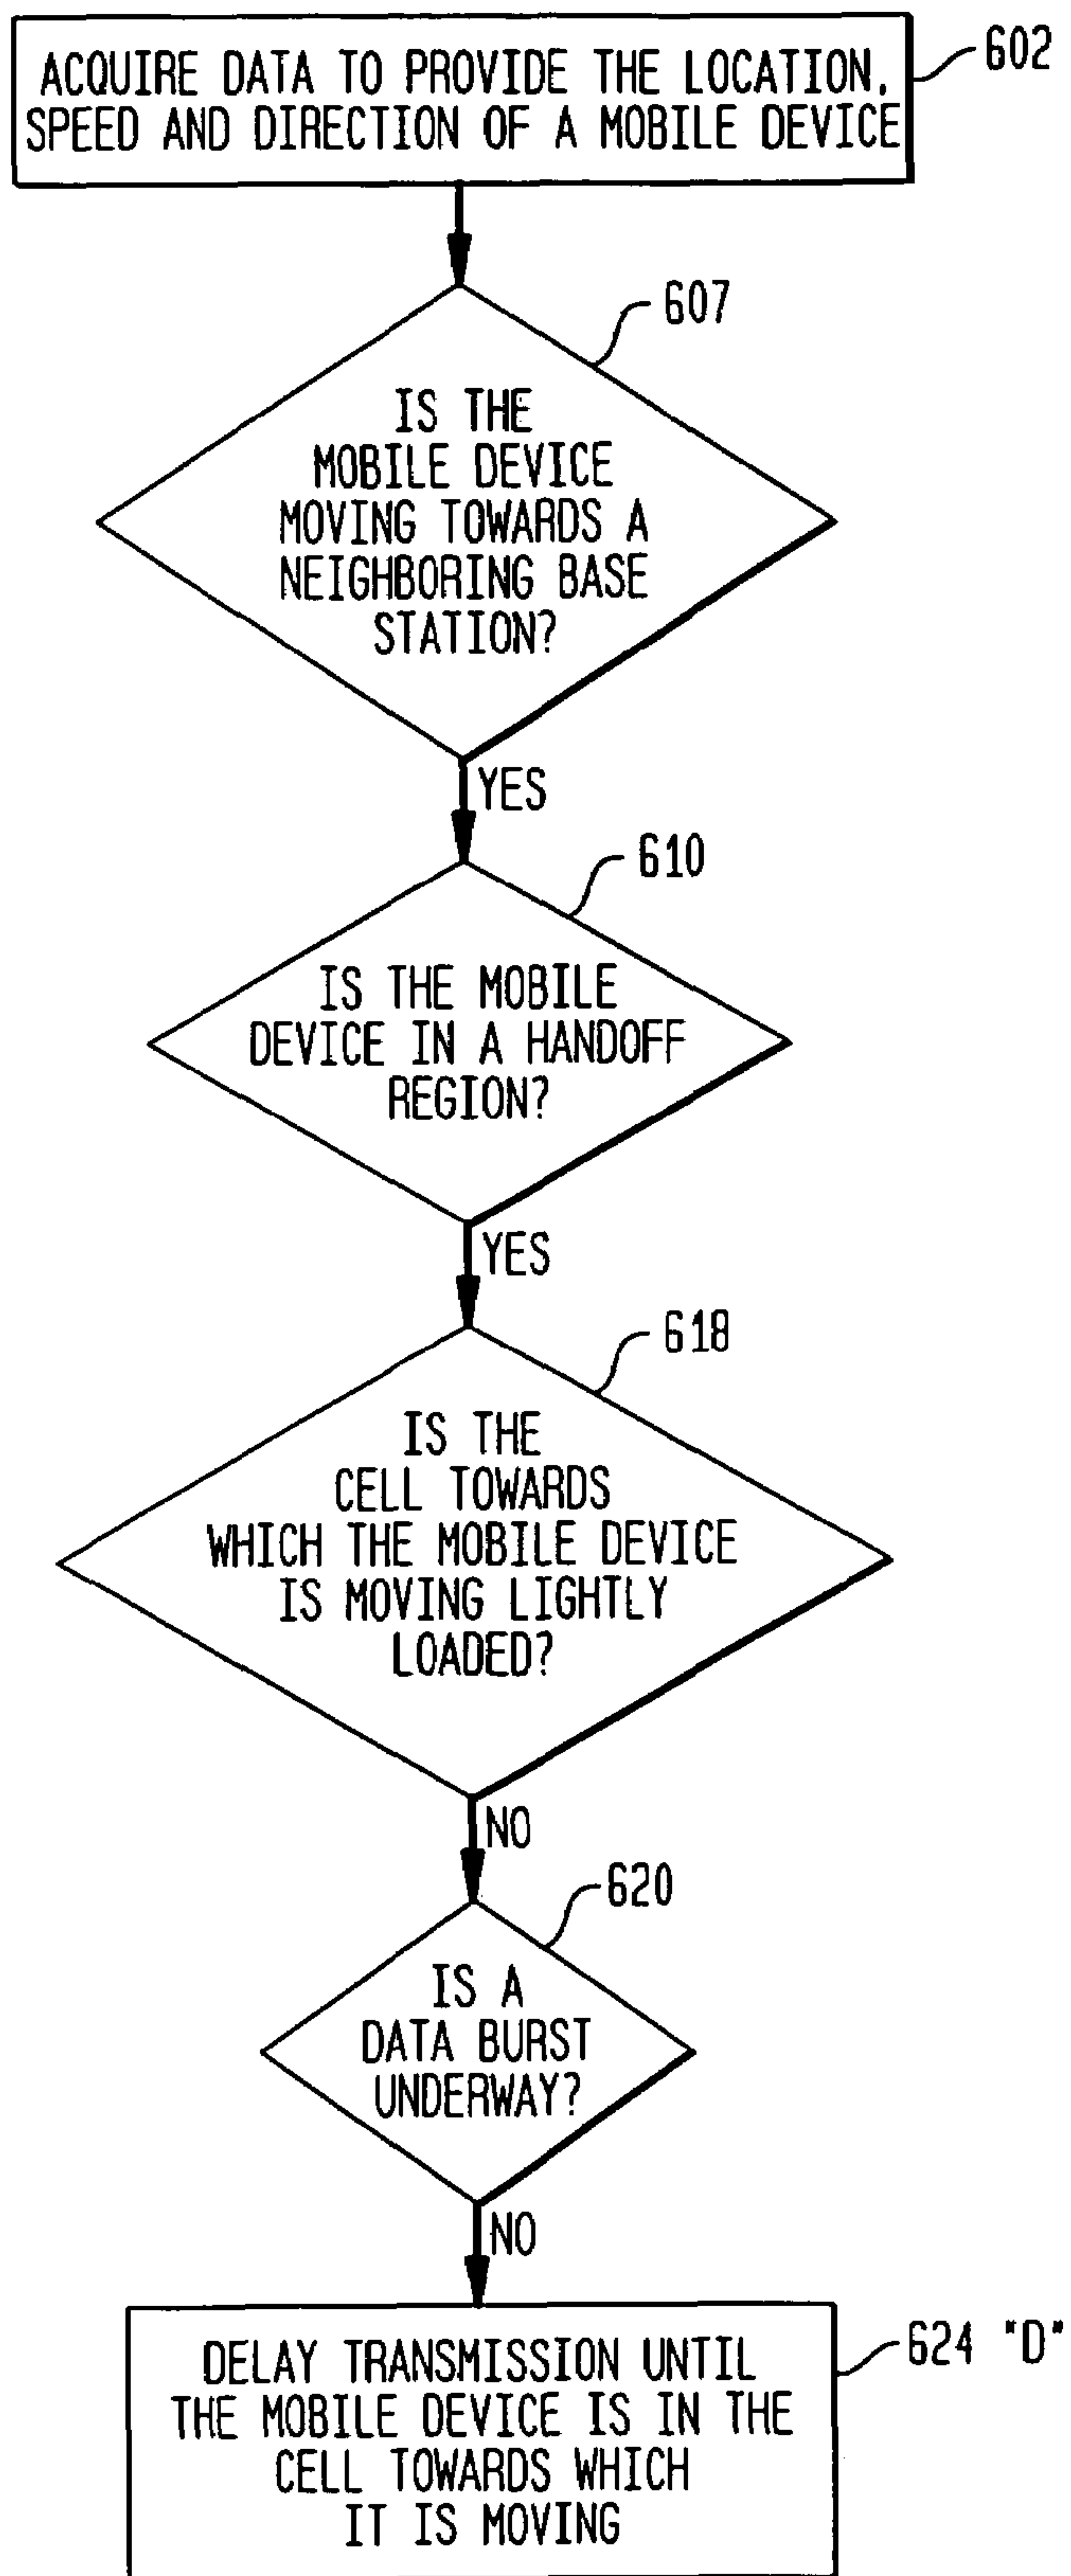 ACQUIRE DATA TO PROVIDE THE LOCATION,
SPEED AND DIRECTION OF A MOBILE DEVICE
602
607
IS THE
MOBILE DEVICE
MOVING TOWARDS A
NEIGHBORING BASE
STATION?
YES
610
IS THE MOBILE
DEVICE IN A HANDOFF
REGION?
YES
618
IS THE
CELL TOWARDS
WHICH THE MOBILE DEVICE
IS MOVING LIGHTLY
LOADED?
NO
620
IS A
DATA BURST
UNDERWAY?
NO
624 "D"
DELAY TRANSMISSION UNTIL
THE MOBILE DEVICE IS IN THE
CELL TOWARDS WHICH
IT IS MOVING